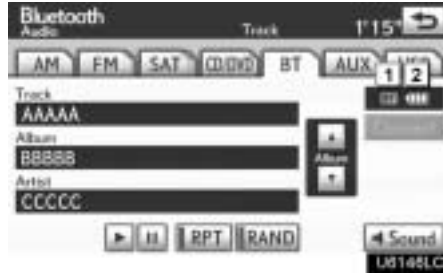 Bluetooth
Audio
Track 1'15"
AM FM SAT CD/DVD BT AUX
1 2
Track
AAAAA
Album
BBBBB
Album
Artist
CCCCC
RPT RAND
Sound
U6146LC